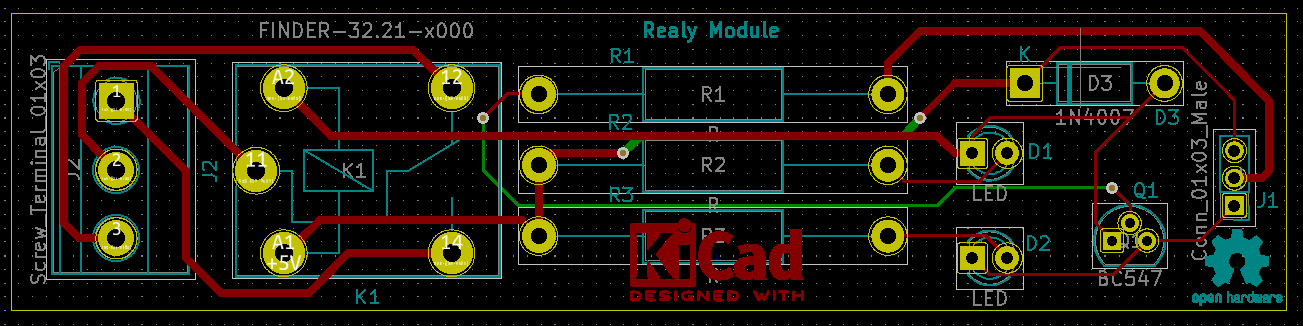 FINDER-32.21-x000
Realy Module
Screw_Terminal_01x03
J2
1
2
3
J2
A2
12
11
K1
A1
+5V
14
K1
R1
R1
R
R2
R2
R
R3
R3
R
KiCad
DESIGNED WITH
K
D3
1N4007
D3
D1
LED
D2
LED
Conn_01x03_Male
J1
Q1
Q1
BC547
open hardware